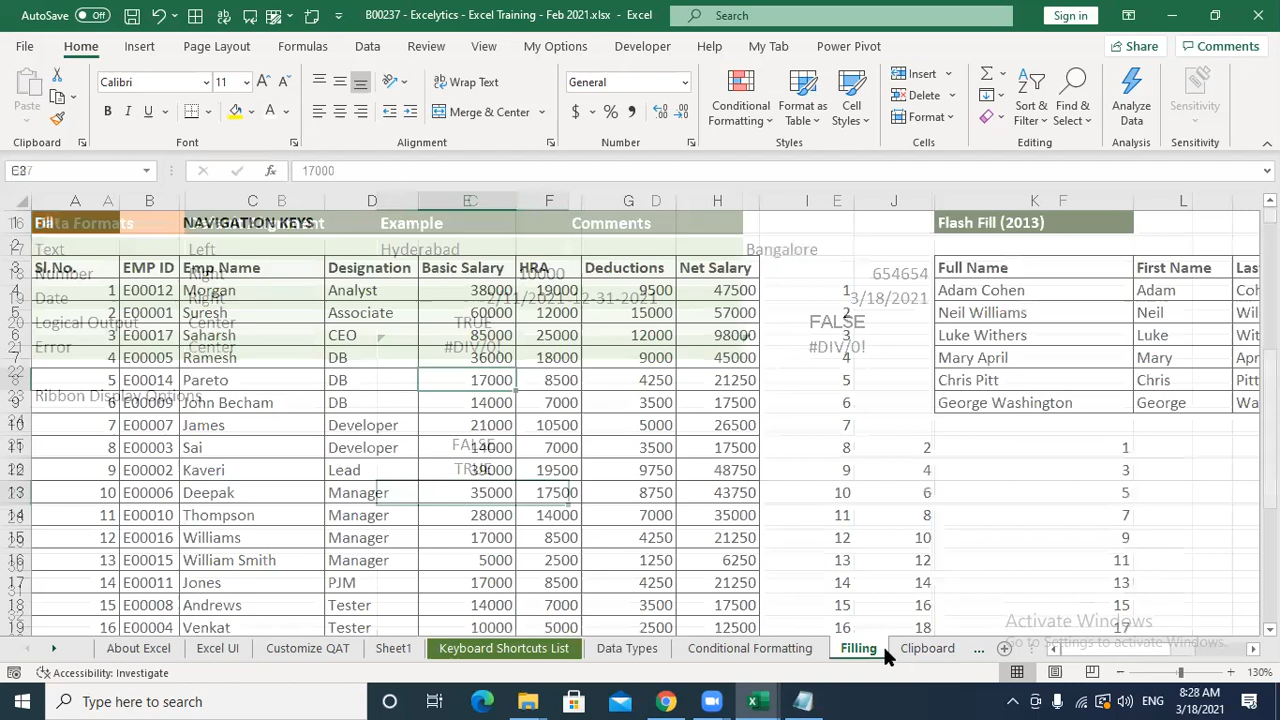 AutoSave Off B00237 - Excelytics - Excel Training - Feb 2021.xlsx - Excel Search Sign in
File Home Insert Page Layout Formulas Data Review View My Options Developer Help My Tab Power Pivot Share Comments
Paste Calibri 11 Wrap Text General Conditional Formatting Format as Table Cell Styles Insert Sort & Filter Find & Select Analyze Data Sensitivity
B I U Merge & Center $ % Delete
Format
Clipboard Font Alignment Number Styles Cells Editing Analysis Sensitivity
17000
A B C D F G H I J K L
A B C D E F
16 Fill Data Formats NAVIGATION KEYS Example Comments Flash Fill (2013)
Text Left Hyderabad Bangalore
Sl.No. EMP ID Emp Name Designation Basic Salary HRA Deductions Net Salary Full Name First Name Las
Number Right 10000 654654
1 E00012 Morgan Analyst 38000 19000 9500 47500 1 Adam Cohen Adam Coh
Date Right 2/11/2021 12-31-2021 3/18/2021
2 E00001 Suresh Associate 60000 12000 15000 57000 2 Neil Williams Neil Wil
Logical Output Center TRUE FALSE
3 E00017 Saharsh CEO 85000 25000 12000 98000 3 Luke Withers Luke Wit
Error Center #DIV/0! #DIV/0!
4 E00005 Ramesh DB 36000 18000 9000 45000 4 Mary April Mary Apr
5 E00014 Pareto DB 17000 8500 4250 21250 5 Chris Pitt Chris Pitt
Ribbon Display Options
6 E00009 John Becham DB 14000 7000 3500 17500 6 George Washington George Wa
7 E00007 James Developer 21000 10500 5000 26500 7
FALSE
8 E00003 Sai Developer 14000 7000 3500 17500 8 2 1
TRUE
9 E00002 Kaveri Lead 39000 19500 9750 48750 9 4 3
13 10 E00006 Deepak Manager 35000 17500 8750 43750 10 6 5
14 11 E00010 Thompson Manager 28000 14000 7000 35000 11 8 7
12 E00016 Williams Manager 17000 8500 4250 21250 12 10 9
13 E00015 William Smith Manager 5000 2500 1250 6250 13 12 11
14 E00011 Jones PJM 17000 8500 4250 21250 14 14 13
18 15 E00008 Andrews Tester 14000 7000 3500 17500 15 16 15
16 E00004 Venkat Tester 10000 5000 2500 12500 16 18 17
Activate Windows
Go to Settings to activate Windows.
About Excel Excel UI Customize QAT Sheet1 Keyboard Shortcuts List Data Types Conditional Formatting Filling Clipboard ...
Accessibility: Investigate 130%
Type here to search ENG 8:28 AM
3/18/2021